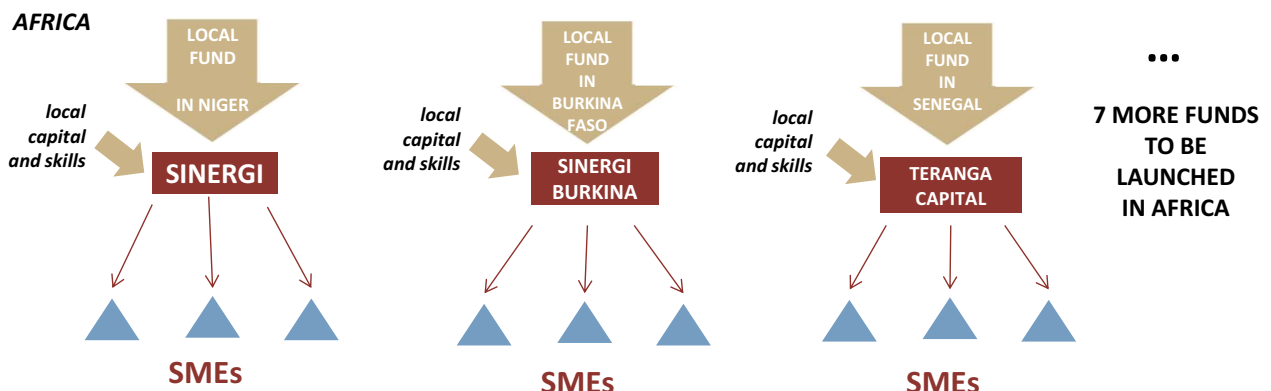 AFRICA
LOCAL
FUND
IN NIGER
local
capital
and skills
SINERGI
SMEs
LOCAL
FUND
IN
BURKINA
FASO
local
capital
and skills
SINERGI
BURKINA
SMEs
LOCAL
FUND
IN
SENEGAL
local
capital
and skills
TERANGA
CAPITAL
SMEs
...
7 MORE FUNDS
TO BE
LAUNCHED
IN AFRICA